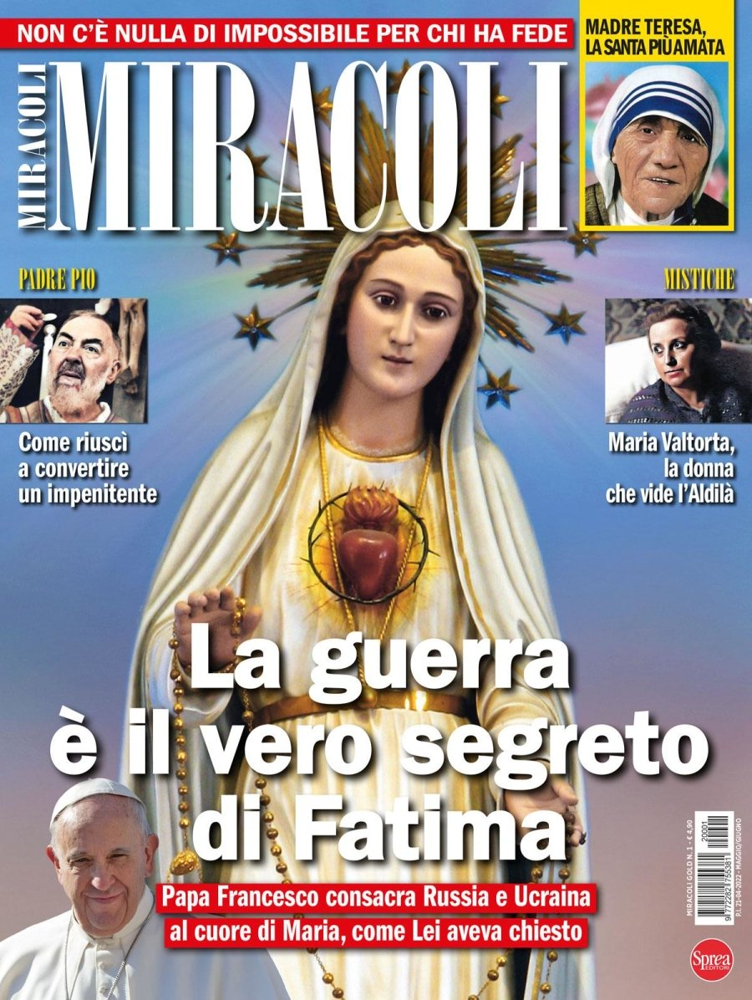 NON C'È NULLA DI IMPOSSIBILE PER CHI HA FEDE
MADRE TERESA,
LA SANTA PIÙ AMATA
MIRACOLI
MIRACOLI
PADRE PIO
Come riuscì
a convertire
un impenitente
MISTICHE
Maria Valtorta,
la donna
che vide l'Aldilà
La guerra
è il vero segreto
di Fatima
Papa Francesco consacra Russia e Ucraina
al cuore di Maria, come Lei aveva chiesto
MIRACOLI GOLD N. 1 - € 4,90
P.I. 21-04-2022 - MAGGIO/GIUGNO
20001
9 772282 755381
Sprea
EDITORI